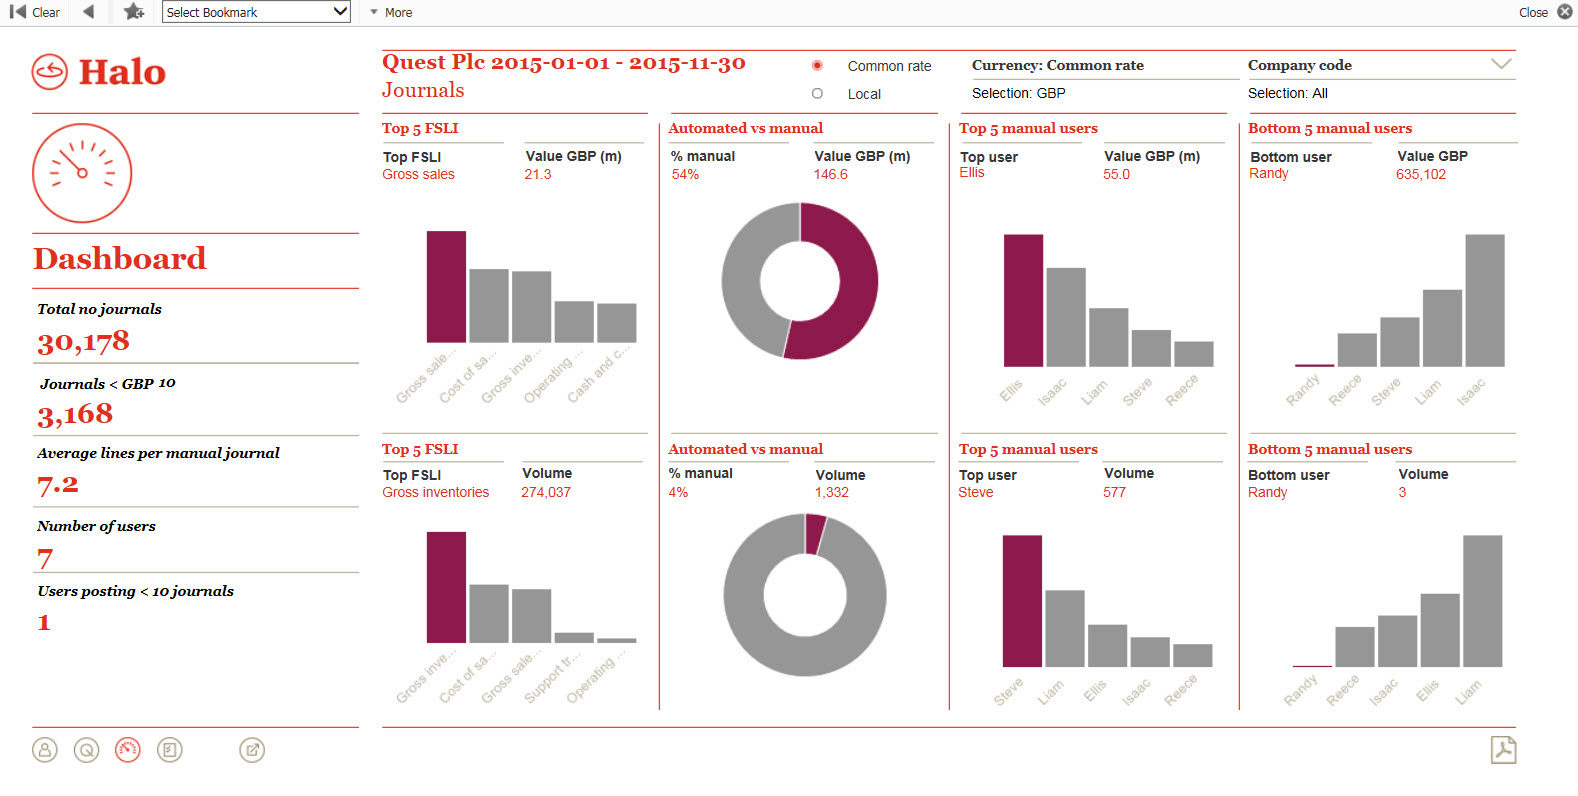 Clear
Select Bookmark
More
Close
Halo
Quest Plc 2015-01-01 - 2015-11-30
Journals
Common rate
Local
Currency: Common rate
Selection: GBP
Company code
Selection: All
Dashboard
Total no journals
30,178
Journals < GBP 10
3,168
Average lines per manual journal
7.2
Number of users
7
Users posting < 10 journals
1
Top 5 FSLI
Top FSLI Value GBP (m)
Gross sales 21.3
Gross sale...
Cost of sa...
Gross inve...
Operating ...
Cash and c...
Automated vs manual
% manual Value GBP (m)
54% 146.6
Top 5 manual users
Top user Value GBP (m)
Ellis 55.0
Ellis
Isaac
Liam
Steve
Reece
Bottom 5 manual users
Bottom user Value GBP
Randy 635,102
Randy
Reece
Steve
Liam
Isaac
Top 5 FSLI
Top FSLI Volume
Gross inventories 274,037
Gross inve...
Cost of sa...
Gross sale...
Support tr...
Operating ...
Automated vs manual
% manual Volume
4% 1,332
Top 5 manual users
Top user Volume
Steve 577
Steve
Liam
Ellis
Isaac
Reece
Bottom 5 manual users
Bottom user Volume
Randy 3
Randy
Reece
Isaac
Ellis
Liam